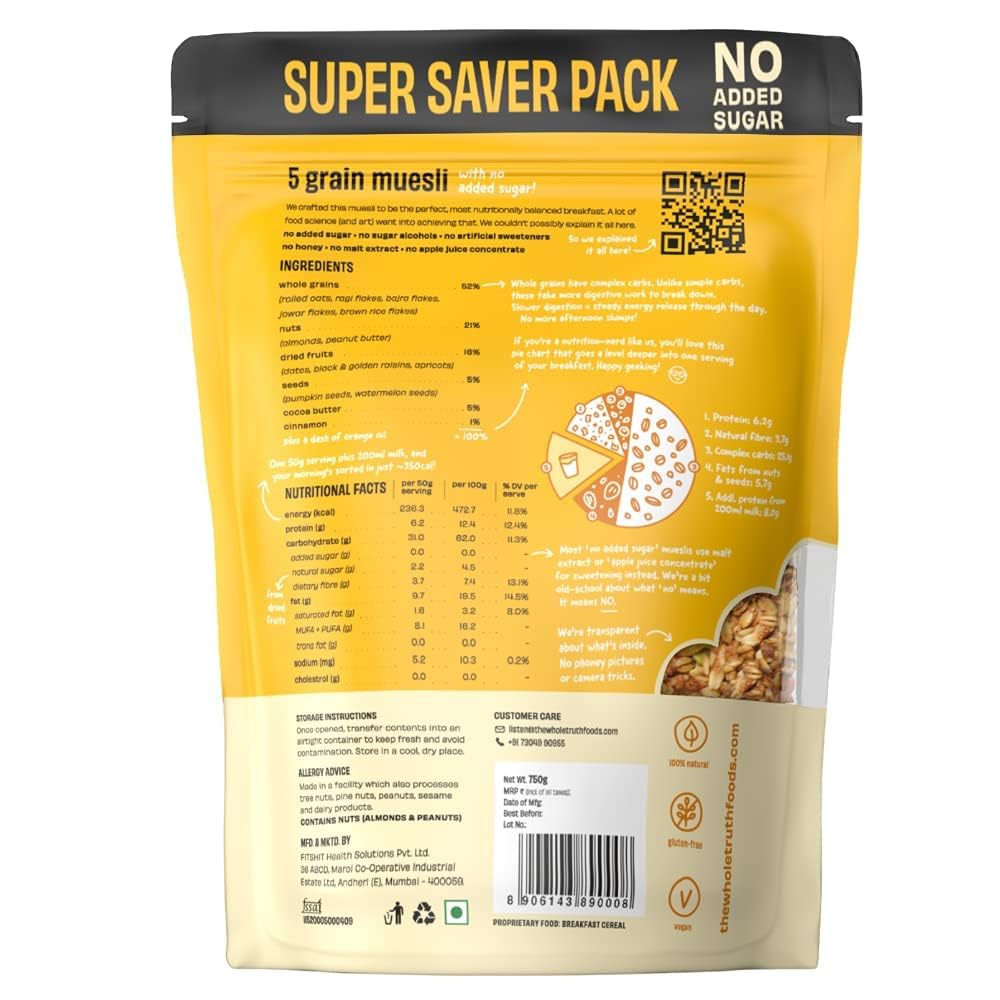 SUPER SAVER PACK
NO
ADDED
SUGAR
5 grain muesli
with no
added sugar!
We crafted this muesli to be the perfect, most nutritionally balanced breakfast. A lot of
food science (and art) went into achieving that. We couldn't possibly explain it all here.
no added sugar • no sugar alcohols • no artificial sweeteners
no honey • no malt extract • no apple juice concentrate
So we explained
it all here!
INGREDIENTS
whole grains 52%
(rolled oats, ragi flakes, bajra flakes,
jowar flakes, brown rice flakes)
nuts 21%
(almonds, peanut butter)
dried fruits 16%
(dates, black & golden raisins, apricots)
seeds 5%
(pumpkin seeds, watermelon seeds)
cocoa butter 5%
cinnamon 1%
plus a dash of orange oil = 100%
Whole grains have complex carbs. Unlike simple carbs,
these take more digestive work to break down.
Slower digestion = steady energy release through the day.
No more afternoon slumps!
If you're a nutrition-nerd like us, you'll love this
pie chart that goes a level deeper into one serving
of your breakfast. Happy geeking!
1
2
3
4
5
1. Protein: 6.2g
2. Natural fibre: 3.7g
3. Complex carbs: 25.1g
4. Fats from nuts
& seeds: 5.7g
5. Addl. protein from
200ml milk: 8.0g
One 50g serving plus 200ml milk, and
your morning's sorted in just ~350cal!
NUTRITIONAL FACTS per 50g serving per 100g % DV per serve
energy (kcal) 236.3 472.7 11.8%
protein (g) 6.2 12.4 12.4%
carbohydrate (g) 31.0 62.0 11.3%
added sugar (g) 0.0 0.0 -
natural sugar (g) 2.2 4.5 -
dietary fibre (g) 3.7 7.4 13.1%
fat (g) 9.7 19.5 14.5%
saturated fat (g) 1.6 3.2 8.0%
MUFA + PUFA (g) 8.1 16.2 -
trans fat (g) 0.0 0.0 -
sodium (mg) 5.2 10.3 0.2%
cholestrol (g) 0.0 0.0 -
from
dried
fruits
Most 'no added sugar' mueslis use malt
extract or 'apple juice concentrate'
for sweetening instead. We're a bit
old-school about what 'no' means.
It means NO.
We're transparent
about what's inside.
No phoney pictures
or camera tricks.
STORAGE INSTRUCTIONS
Once opened, transfer contents into an
airtight container to keep fresh and avoid
contamination. Store in a cool, dry place.
ALLERGY ADVICE
Made in a facility which also processes
tree nuts, pine nuts, peanuts, sesame
and dairy products.
CONTAINS NUTS (ALMONDS & PEANUTS)
MFD. & MKTD. BY
FITSHIT Health Solutions Pvt. Ltd.
36 ABCD, Marol Co-Operative Industrial
Estate Ltd, Andheri (E), Mumbai - 400059.
fssai
11520005000409
CUSTOMER CARE
listen@thewholetruthfoods.com
+91 73049 90955
Net Wt. 750g
MRP ₹ (incl of all taxes):
Date of Mfg:
Best Before:
Lot No.:
8 906143 890008
PROPRIETARY FOOD: BREAKFAST CEREAL
100% natural
gluten-free
vegan
thewholetruthfoods.com